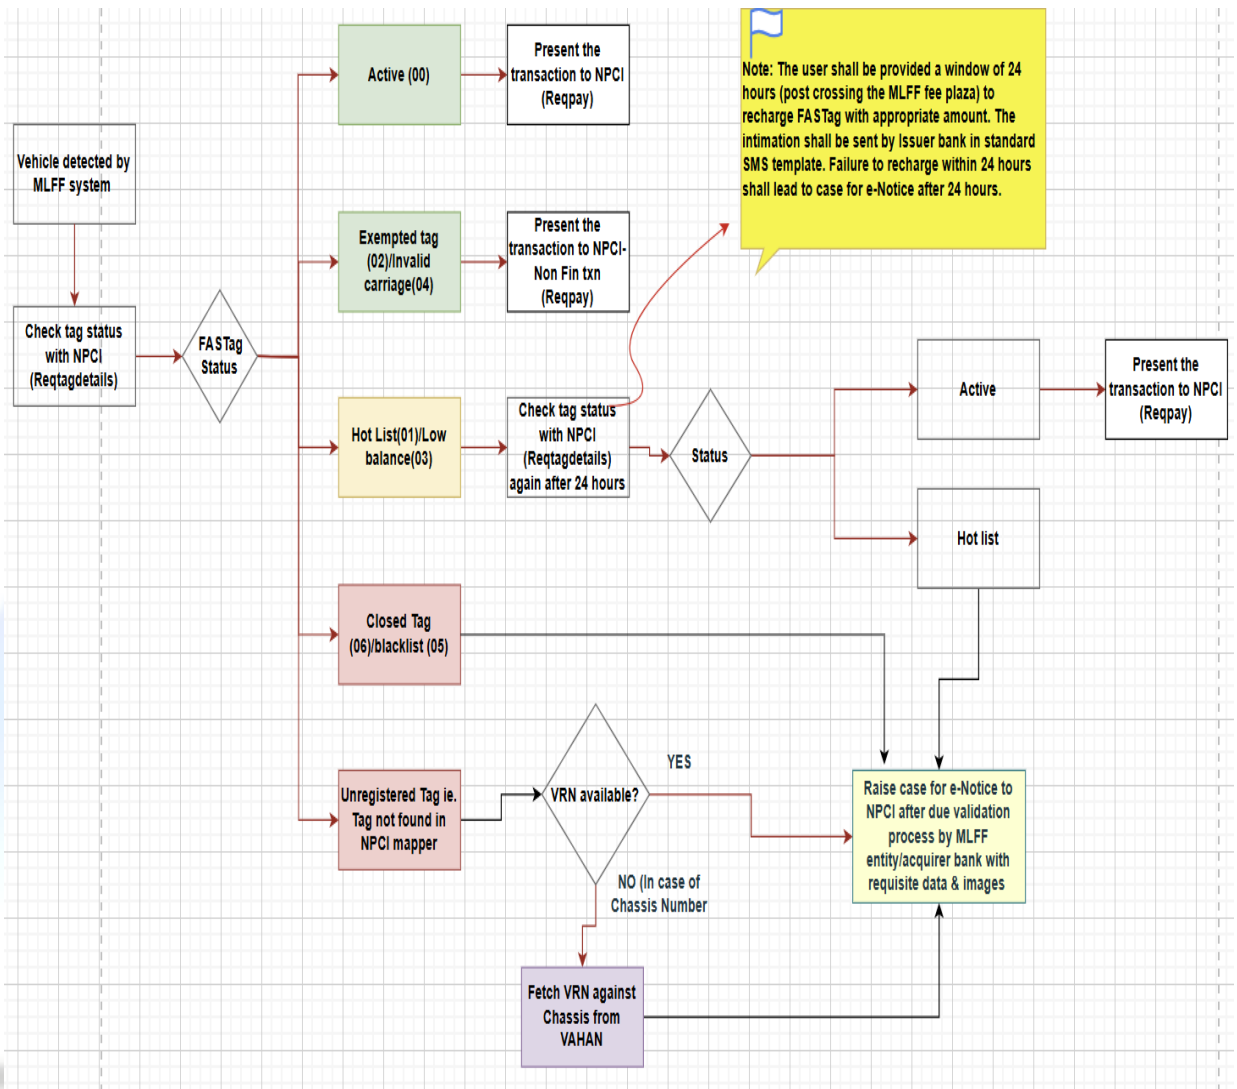 Active (00)
Present the
transaction to NPCI
(Reqpay)
Note: The user shall be provided a window of 24
hours (post crossing the MLFF fee plaza) to
recharge FASTag with appropriate amount. The
intimation shall be sent by Issuer bank in standard
SMS template. Failure to recharge within 24 hours
shall lead to case for e-Notice after 24 hours.
Vehicle detected by
MLFF system
Exempted tag
(02)/Invalid
carriage(04)
Present the
transaction to NPCI-
Non Fin txn
(Reqpay)
Check tag status
with NPCI
(Reqtagdetails)
FASTag
Status
Hot List(01)/Low
balance(03)
Check tag status
with NPCI
(Reqtagdetails)
again after 24 hours
Status
Active
Present the
transaction to NPCI
(Reqpay)
Hot list
Closed Tag
(06)/blacklist (05)
Unregistered Tag ie.
Tag not found in
NPCI mapper
VRN available?
YES
NO (In case of
Chassis Number
Raise case for e-Notice to
NPCI after due validation
process by MLFF
entity/acquirer bank with
requisite data & images
Fetch VRN against
Chassis from
VAHAN